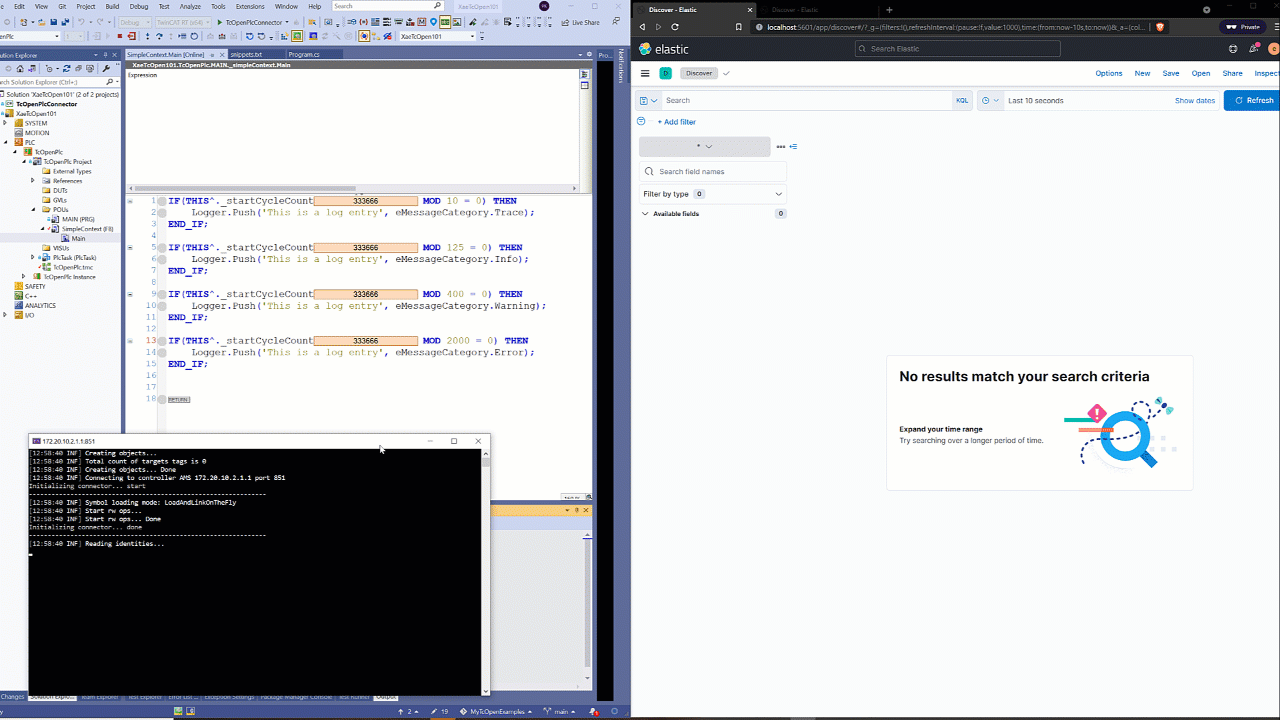 Edit View Git Project Build Debug Test Analyze Tools Extensions Window Help Search XaeTcOpen101 PK
Debug TwinCAT RT (x64) TcOpenPlcConnector Live Share
nPlc XaeTcOpen101
Solution Explorer
Search Solution Explorer (Ctrl+;)
Solution 'XaeTcOpen101' (2 of 2 projects)
TcOpenPlcConnector
XaeTcOpen101
SYSTEM
MOTION
PLC
TcOpenPlc
TcOpenPlc Project
External Types
References
DUTs
GVLs
POUs
MAIN (PRG)
SimpleContext (FB)
Main
VISUs
PlcTask (PlcTask)
TcOpenPlc.tmc
TcOpenPlc Instance
SAFETY
C++
ANALYTICS
I/O
SimpleContext.Main [Online] snippets.txt Program.cs
XaeTcOpen101.TcOpenPlc.MAIN._simpleContext.Main
Expression
Pro...
Notifications
1 IF(THIS^._startCycleCount 333666 MOD 10 = 0) THEN
2 Logger.Push('This is a log entry', eMessageCategory.Trace);
3 END_IF;
4
5 IF(THIS^._startCycleCount 333666 MOD 125 = 0) THEN
6 Logger.Push('This is a log entry', eMessageCategory.Info);
7 END_IF;
8
9 IF(THIS^._startCycleCount 333666 MOD 400 = 0) THEN
10 Logger.Push('This is a log entry', eMessageCategory.Warning);
11 END_IF;
12
13 IF(THIS^._startCycleCount 333666 MOD 2000 = 0) THEN
14 Logger.Push('This is a log entry', eMessageCategory.Error);
15 END_IF;
16
17
18 RETURN
172.20.10.2.1.1:851
[12:58:40 INF] Creating objects...
[12:58:40 INF] Total count of targets tags is 0
[12:58:40 INF] Creating objects... Done
[12:58:40 INF] Connecting to controller AMS 172.20.10.2.1.1 port 851
Initializing connector... start
----------------------------------------------------------
[12:58:40 INF] Symbol loading mode: LoadAndLinkOnTheFly
[12:58:40 INF] Start rw ops...
[12:58:40 INF] Start rw ops... Done
Initializing connector... done
----------------------------------------------------------
[12:58:40 INF] Reading identities...
Changes Solution Explo... Team Explorer Test Explorer Error List ... Exception Settings Package Manager Console Test Results Output
2 19 MyTcOpenExamples main
Discover - Elastic Discover - Elastic
localhost:5601/app/discover#/?_g=(filters:!(),refreshInterval:(pause:!f,value:1000),time:(from:now-10s,to:now))&_a=(col... Private
elastic Search Elastic
D Discover Options New Save Open Share Inspect
Search KQL Last 10 seconds Show dates Refresh
+ Add filter
*
Search field names
Filter by type 0
Available fields 0
No results match your search criteria
Expand your time range
Try searching over a longer period of time.